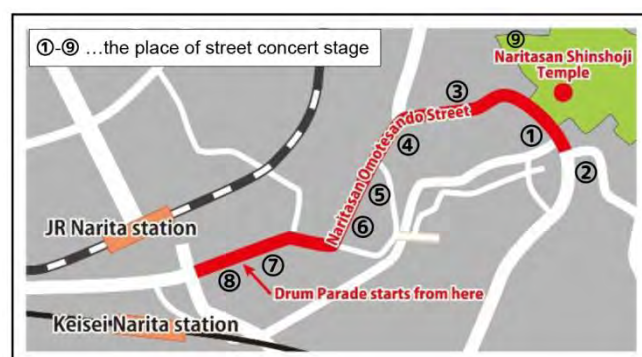 ①-⑨ …the place of street concert stage
⑨
Naritasan Shinshoji
Temple
③
Naritasan Omotesando Street
①
④
②
⑤
JR Narita station
⑥
⑦
⑧
Drum Parade starts from here
Keisei Narita station